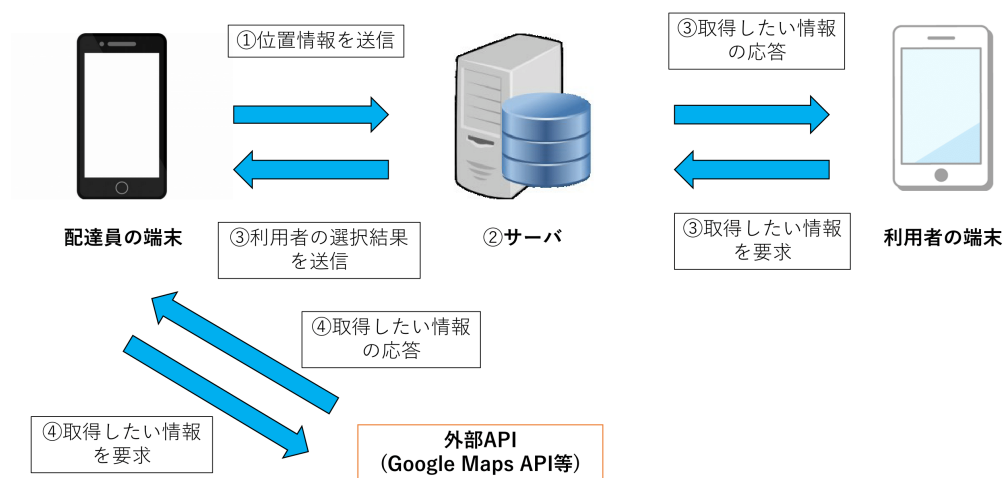 ①位置情報を送信
③取得したい情報
の応答
配達員の端末
③利用者の選択結果
を送信
②サーバ
③取得したい情報
を要求
利用者の端末
④取得したい情報
の応答
④取得したい情報
を要求
外部API
(Google Maps API等)